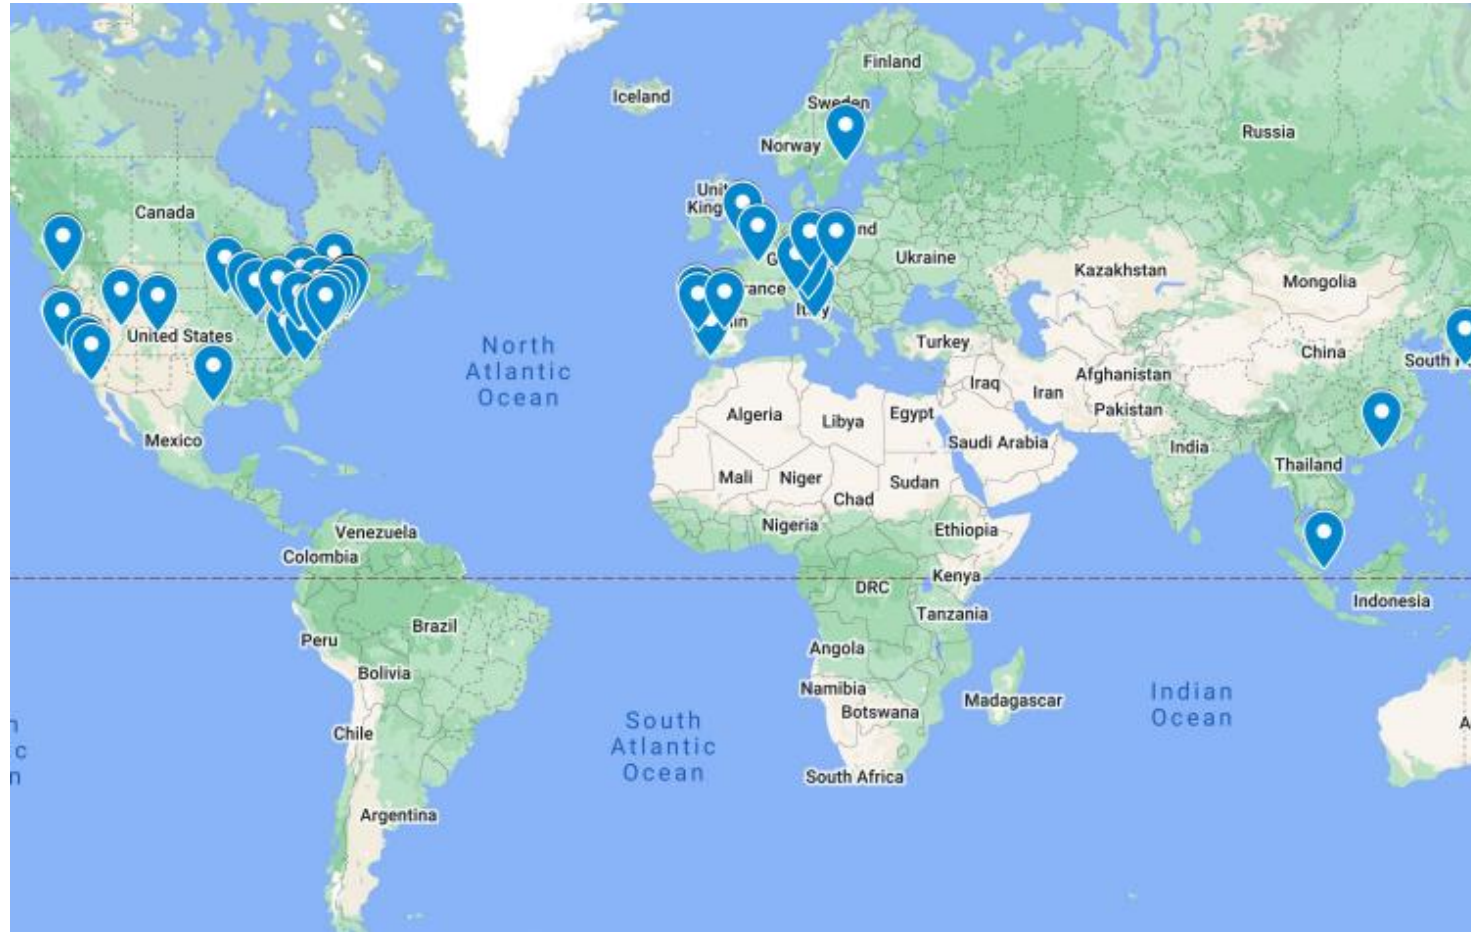 Finland
Iceland
Sweden
Russia
Norway
Canada
Ukraine
Kazakhstan
Mongolia
United States
North
Atlantic
Ocean
Turkey
China
South
Iraq
Iran
Afghanistan
Pakistan
Algeria
Libya
Egypt
Mexico
Saudi Arabia
India
Thailand
Mali
Niger
Chad
Sudan
Nigeria
Ethiopia
Venezuela
Colombia
DRC
Kenya
Indonesia
Tanzania
Brazil
Peru
Angola
Bolivia
Namibia
Botswana
Madagascar
Indian
Ocean
Chile
South
Atlantic
Ocean
South Africa
Argentina